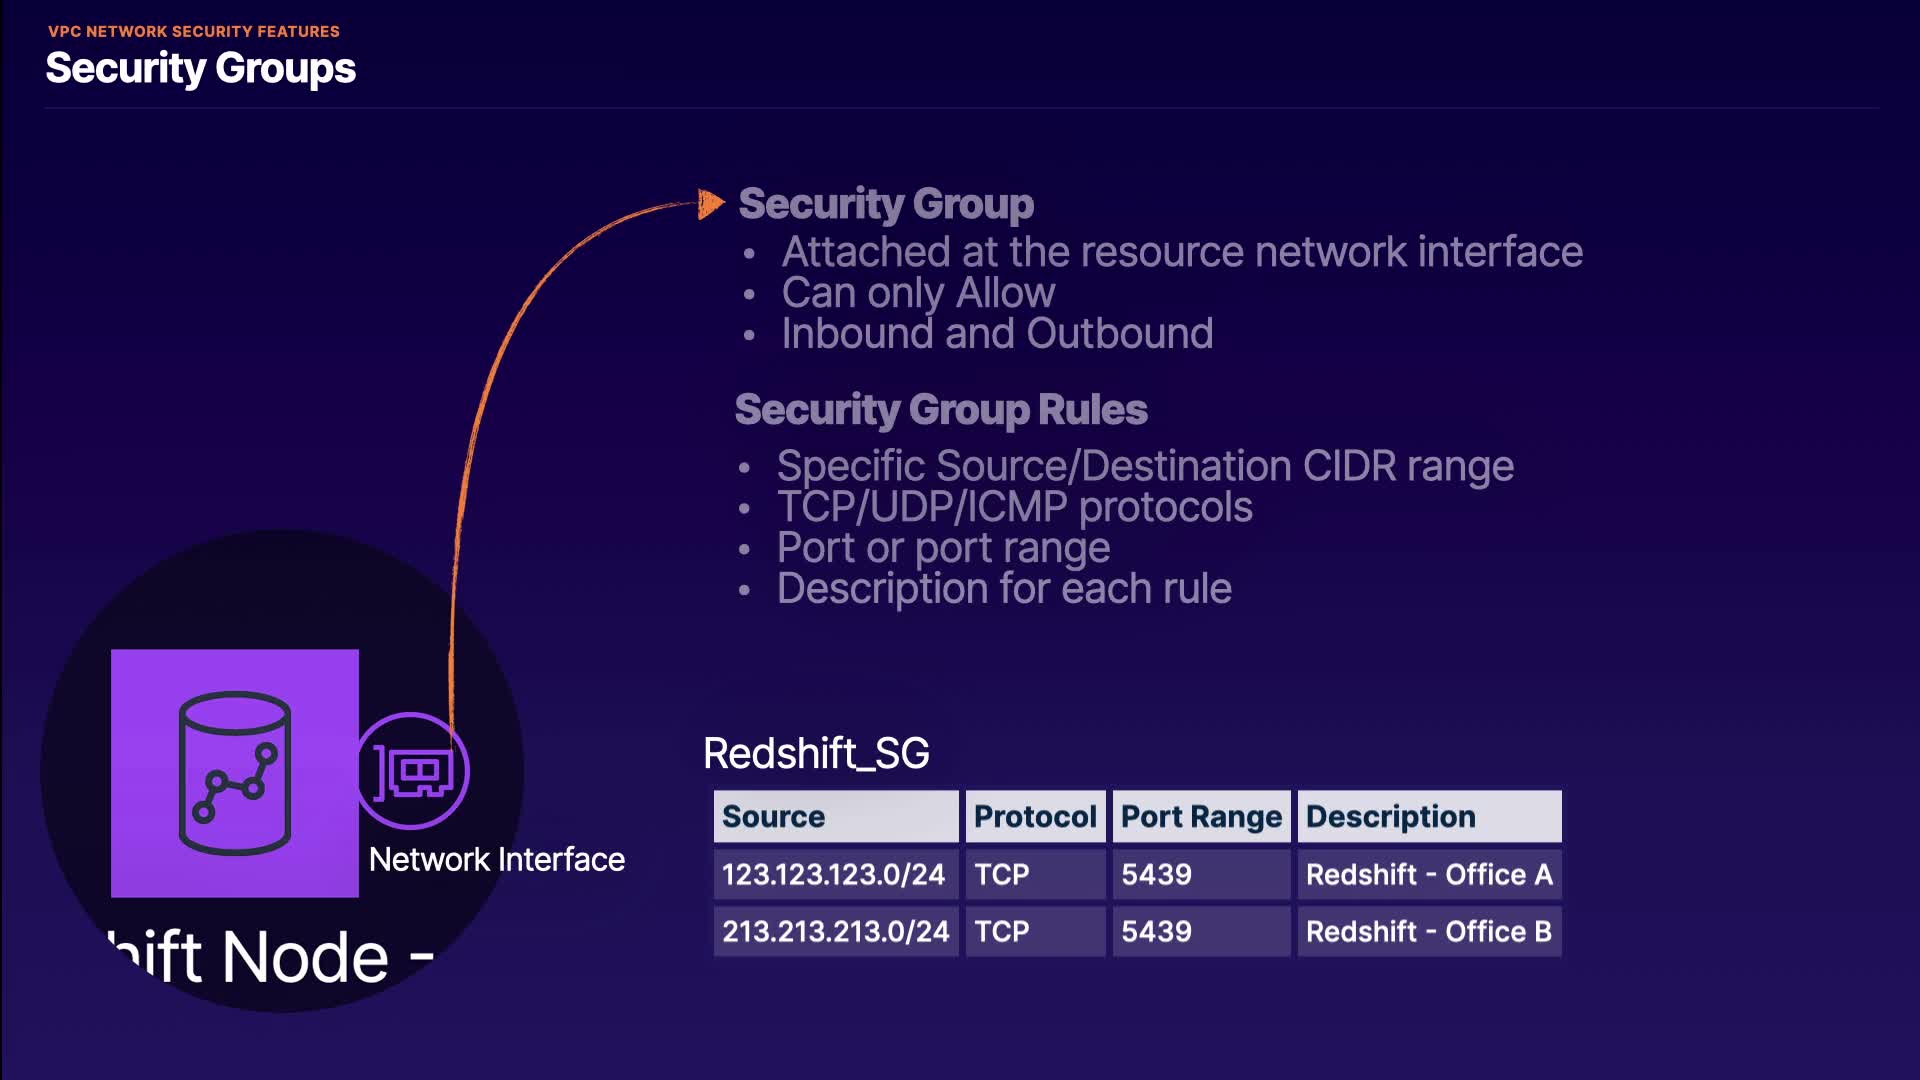 VPC NETWORK SECURITY FEATURES
Security Groups
Security Group
• Attached at the resource network interface
• Can only Allow
• Inbound and Outbound
Security Group Rules
• Specific Source/Destination CIDR range
• TCP/UDP/ICMP protocols
• Port or port range
• Description for each rule
Network Interface
hift Node -
Redshift_SG
Source Protocol Port Range Description
123.123.123.0/24 TCP 5439 Redshift - Office A
213.213.213.0/24 TCP 5439 Redshift - Office B